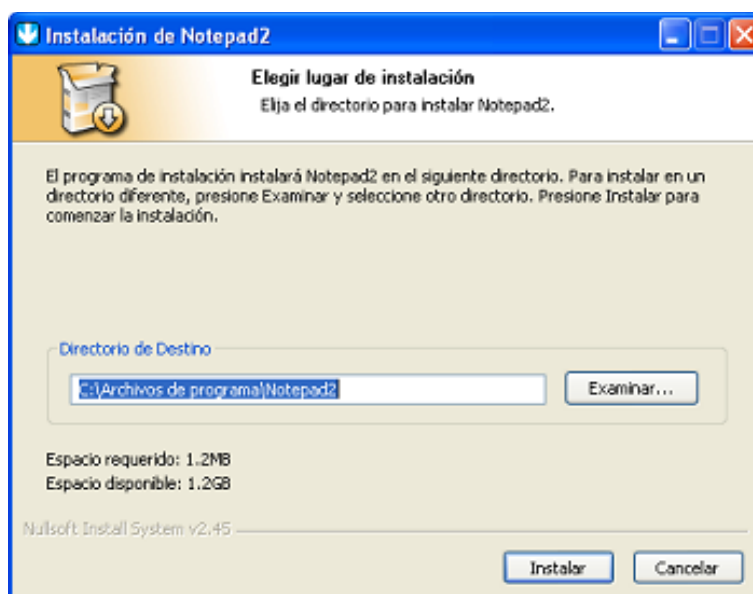 Instalación de Notepad2
Elegir lugar de instalación
Elija el directorio para instalar Notepad2.
El programa de instalación instalará Notepad2 en el siguiente directorio. Para instalar en un
directorio diferente, presione Examinar y seleccione otro directorio. Presione Instalar para
comenzar la instalación.
Directorio de Destino
C:\Archivos de programa\Notepad2
Examinar...
Espacio requerido: 1.2MB
Espacio disponible: 1.2GB
Nullsoft Install System v2.45
Instalar
Cancelar